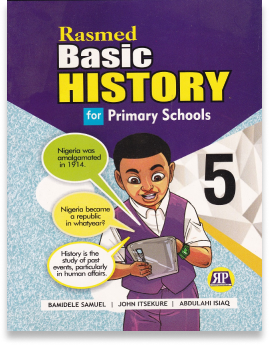 Rasmed
Basic
HISTORY
for Primary Schools
Nigeria was
amalgamated
in 1914.
5
Nigeria became
a republic
in whatyear?
History is the
study of past
events, particularly
in human affairs.
RP
BAMIDELE SAMUEL | JOHN ITSEKURE | ABDULAHI ISIAQ